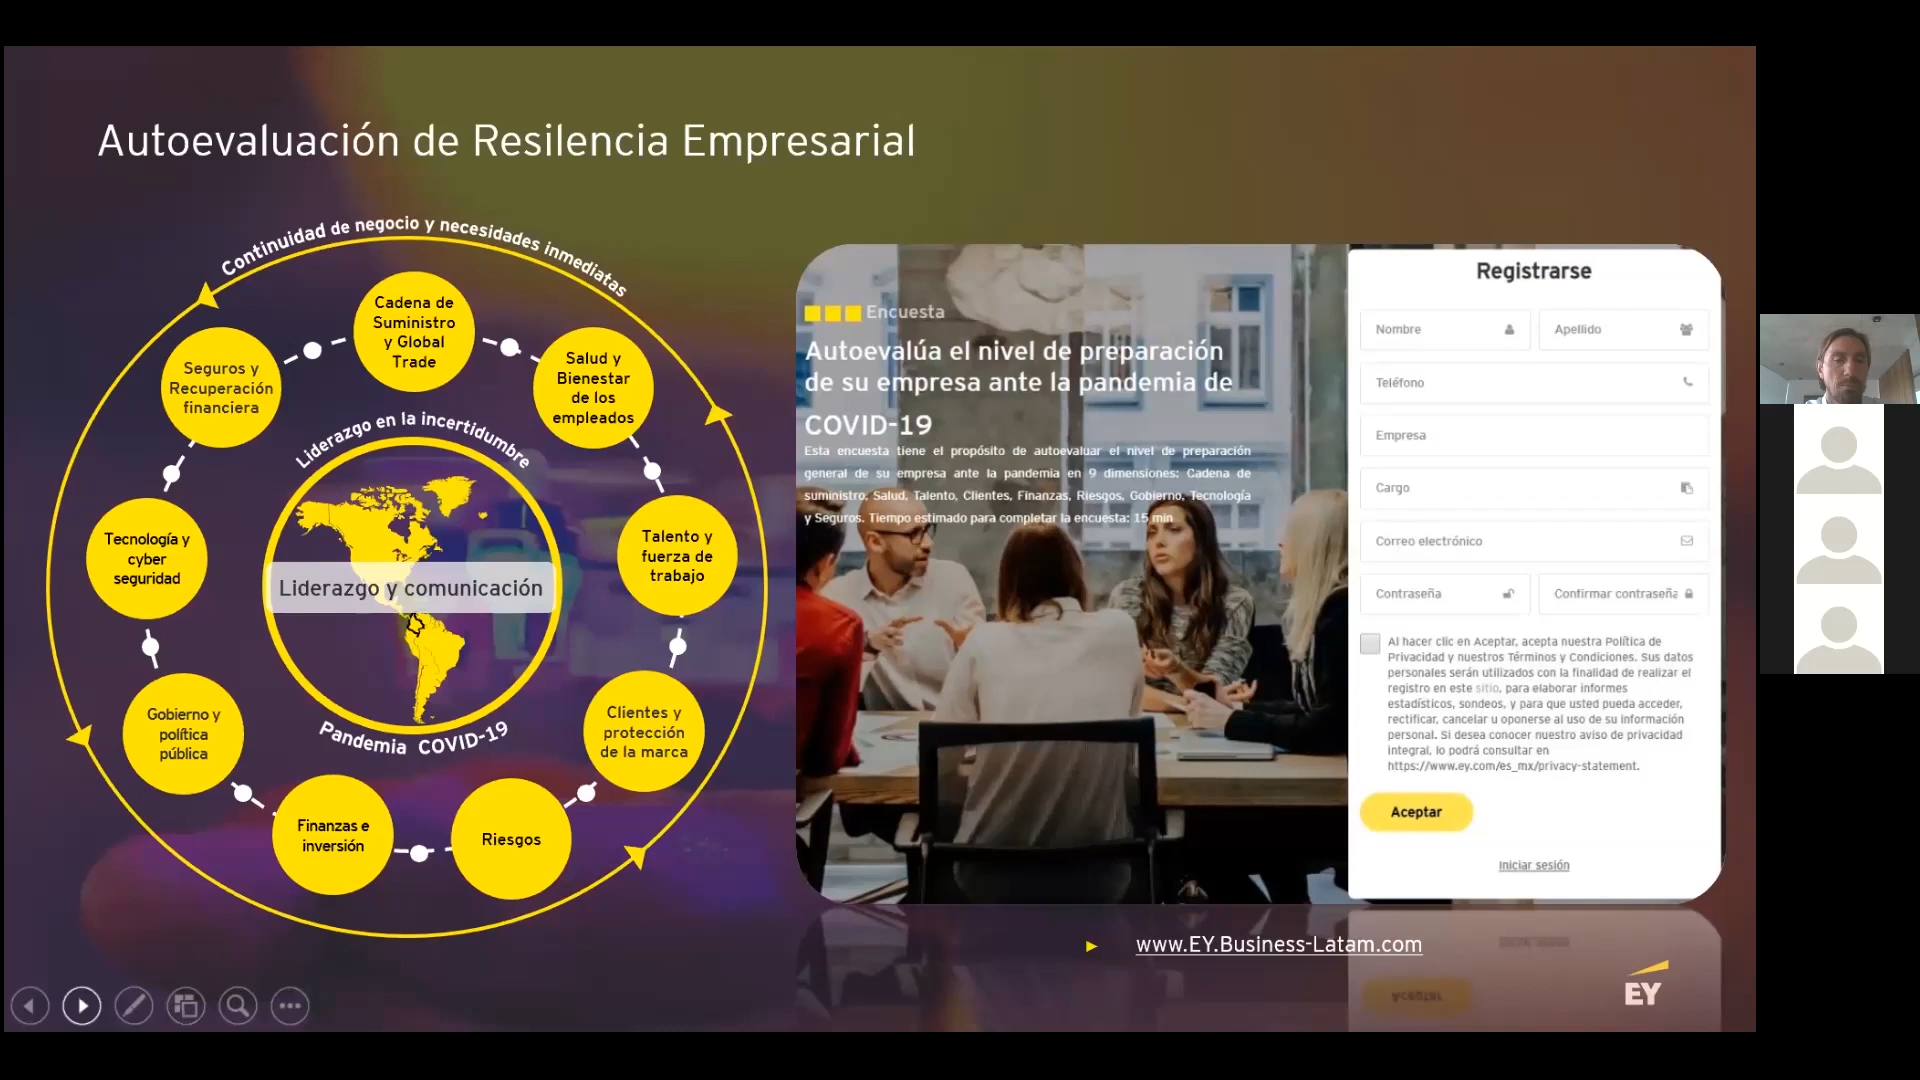 Autoevaluación de Resilencia Empresarial
Continuidad de negocio y necesidades inmediatas
Cadena de
Suministro
y Global
Trade
Salud y
Bienestar
de los
empleados
Talento y
fuerza de
trabajo
Clientes y
protección
de la marca
Riesgos
Finanzas e
inversión
Gobierno y
política
pública
Tecnología y
cyber
seguridad
Seguros y
Recuperación
financiera
Liderazgo en la incertidumbre
Liderazgo y comunicación
Pandemia COVID-19
Encuesta
Autoevalúa el nivel de preparación
de su empresa ante la pandemia de
COVID-19
Esta encuesta tiene el propósito de autoevaluar el nivel de preparación
general de su empresa ante la pandemia en 9 dimensiones: Cadena de
suministro, Salud, Talento, Clientes, Finanzas, Riesgos, Gobierno, Tecnología
y Seguros. Tiempo estimado para completar la encuesta: 15 min
Registrarse
Nombre
Apellido
Teléfono
Empresa
Cargo
Correo electrónico
Contraseña
Confirmar contraseña
Al hacer clic en Aceptar, acepta nuestra Política de
Privacidad y nuestros Términos y Condiciones. Sus datos
personales serán utilizados con la finalidad de realizar el
registro en este sitio, para elaborar informes
estadísticos, sondeos, y para que usted pueda acceder,
rectificar, cancelar u oponerse al uso de su información
personal. Si desea conocer nuestro aviso de privacidad
integral, lo podrá consultar en
https://www.ey.com/es_mx/privacy-statement.
Aceptar
Iniciar sesión
www.EY.Business-Latam.com
EY